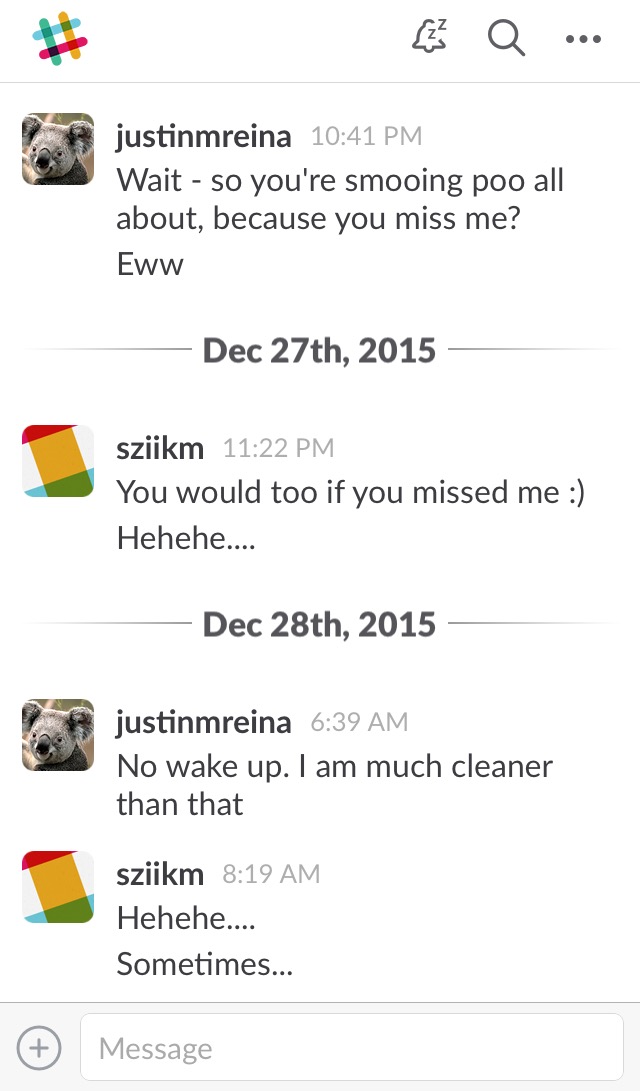 zzz
justinmreina 10:41 PM
Wait - so you're smooing poo all
about, because you miss me?
Eww
Dec 27th, 2015
sziikm 11:22 PM
You would too if you missed me :)
Hehehe....
Dec 28th, 2015
justinmreina 6:39 AM
No wake up. I am much cleaner
than that
sziikm 8:19 AM
Hehehe....
Sometimes...
Message